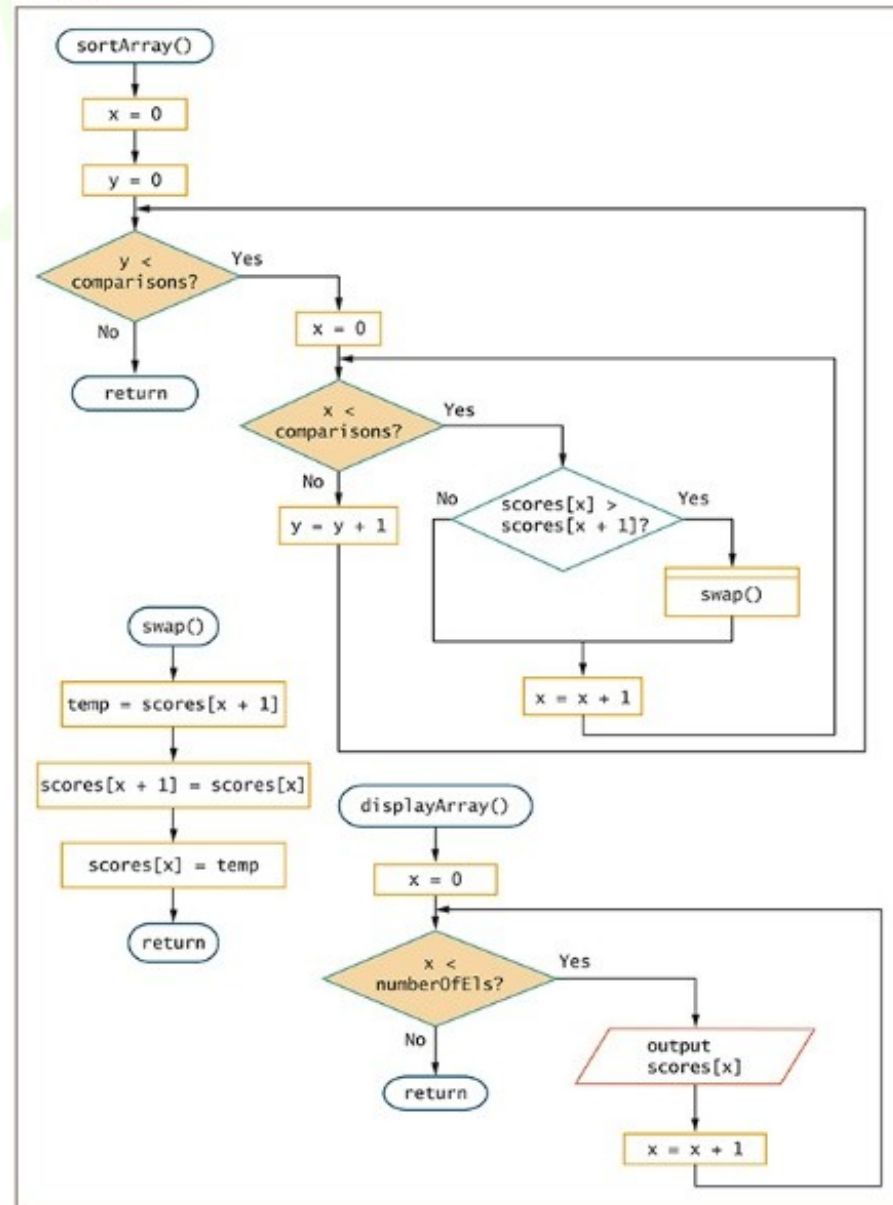 sortArray()
x = 0
y = 0
y <
comparisons?
Yes
No
return
x = 0
x <
comparisons?
Yes
No
y = y + 1
scores[x] >
scores[x + 1]?
No
Yes
swap()
x = x + 1
swap()
temp = scores[x + 1]
scores[x + 1] = scores[x]
scores[x] = temp
return
displayArray()
x = 0
x <
numberOfEls?
Yes
No
return
output
scores[x]
x = x + 1